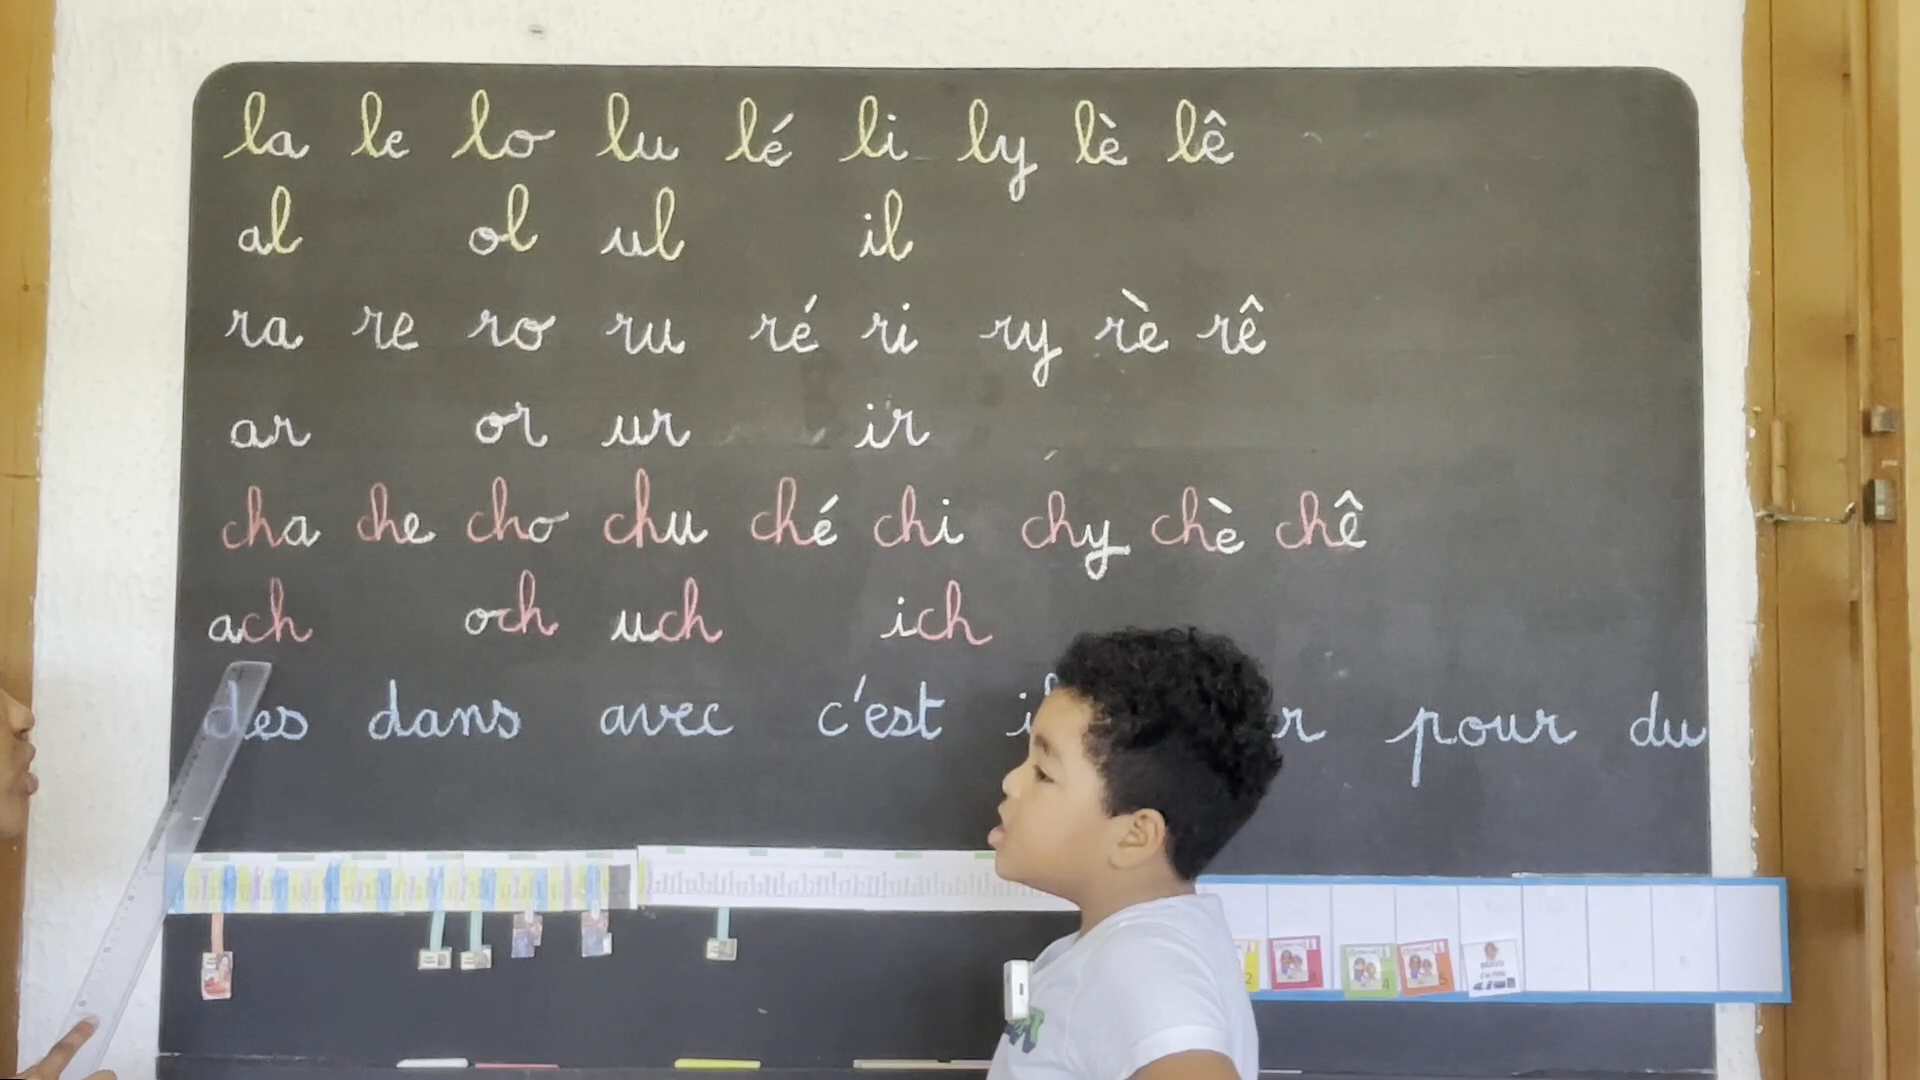 la le lo lu lé li ly lè lê
al ol ul il
ra re ro ru ré ri ry rè rê
ar or ur ir
cha che cho chu ché chi chy chè chê
ach och uch ich
des dans avec c'est pour du
BRAVO